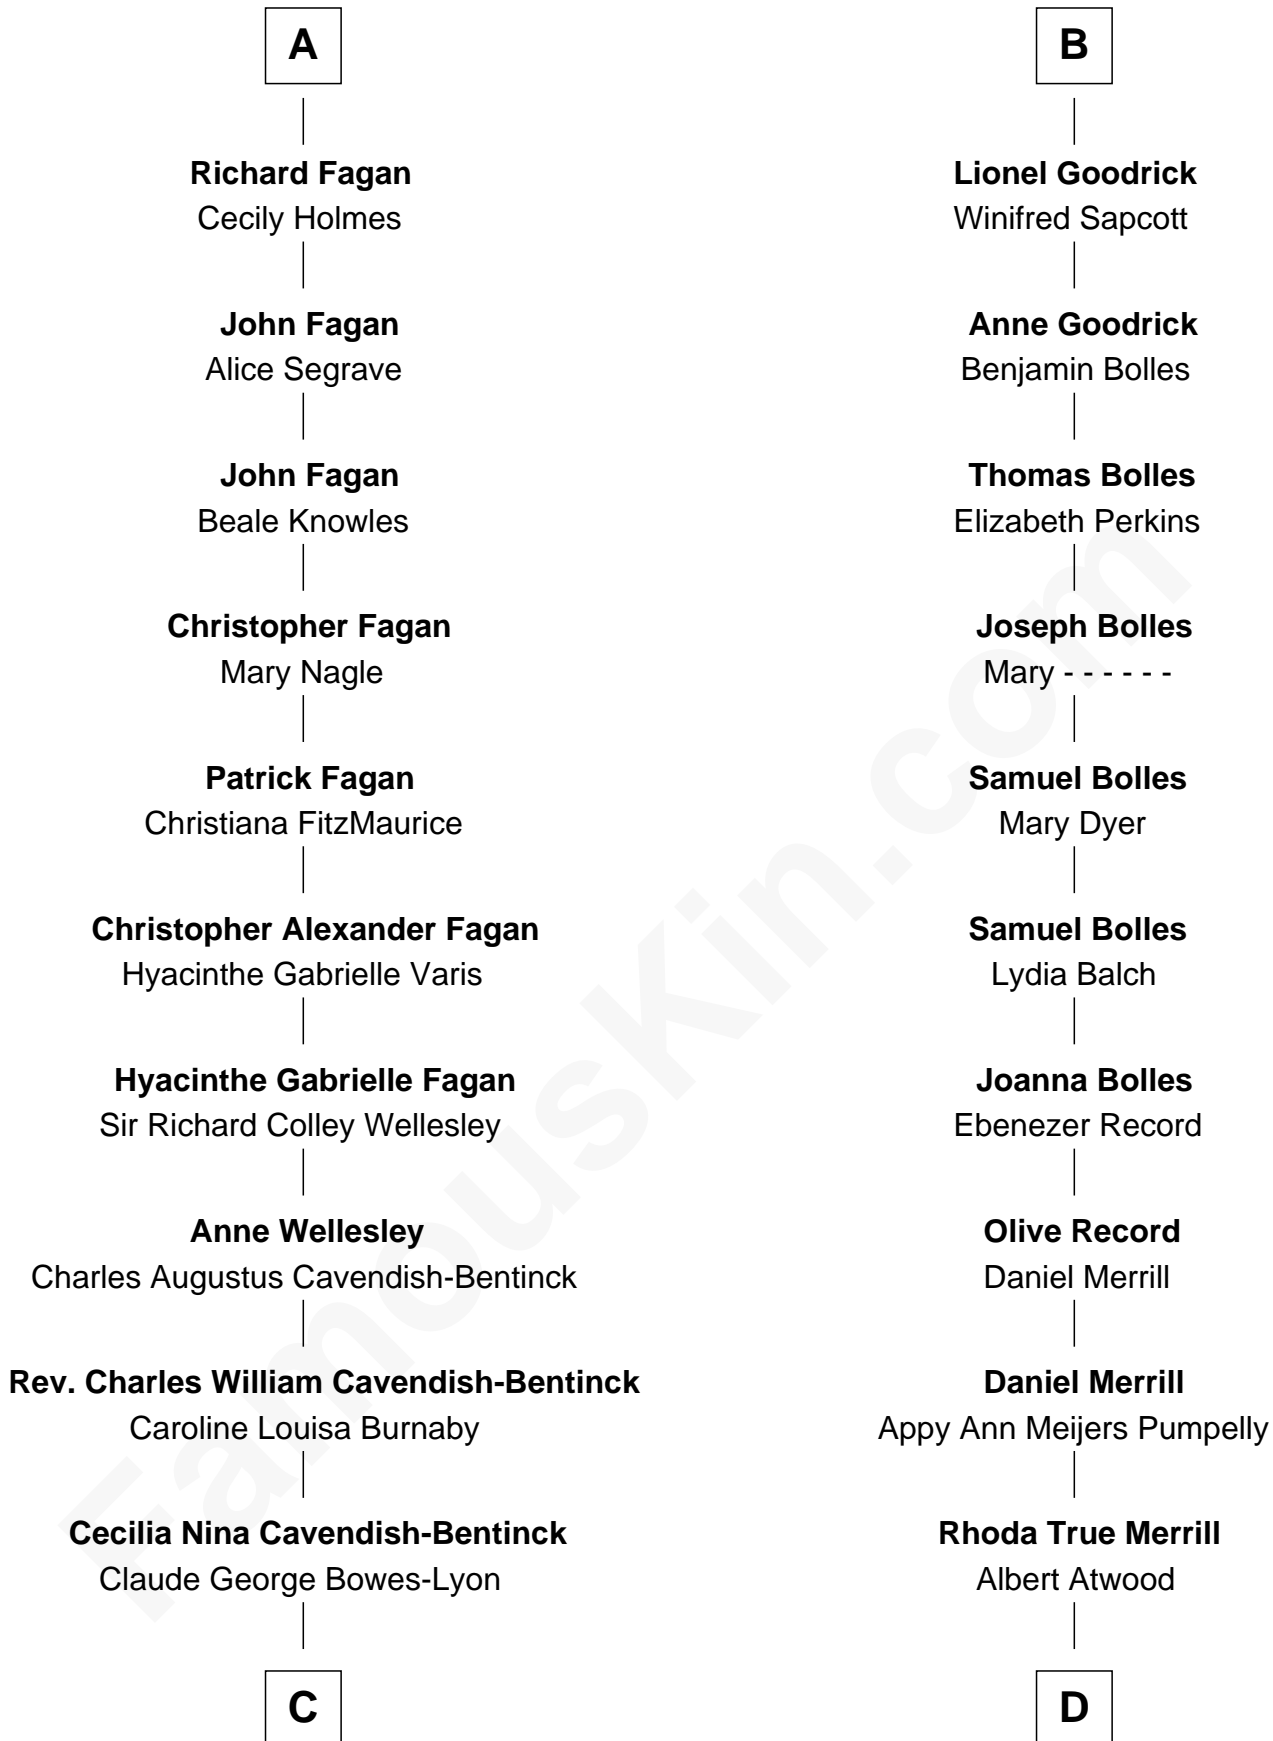 A
Richard Fagan
Cecily Holmes
John Fagan
Alice Segrave
John Fagan
Beale Knowles
Christopher Fagan
Mary Nagle
Patrick Fagan
Christiana FitzMaurice
Christopher Alexander Fagan
Hyacinthe Gabrielle Varis
Hyacinthe Gabrielle Fagan
Sir Richard Colley Wellesley
Anne Wellesley
Charles Augustus Cavendish-Bentinck
Rev. Charles William Cavendish-Bentinck
Caroline Louisa Burnaby
Cecilia Nina Cavendish-Bentinck
Claude George Bowes-Lyon
C
B
Lionel Goodrick
Winifred Sapcott
Anne Goodrick
Benjamin Bolles
Thomas Bolles
Elizabeth Perkins
Joseph Bolles
Mary - - - - - -
Samuel Bolles
Mary Dyer
Samuel Bolles
Lydia Balch
Joanna Bolles
Ebenezer Record
Olive Record
Daniel Merrill
Daniel Merrill
Appy Ann Meijers Pumpelly
Rhoda True Merrill
Albert Atwood
D
FamousKin.com